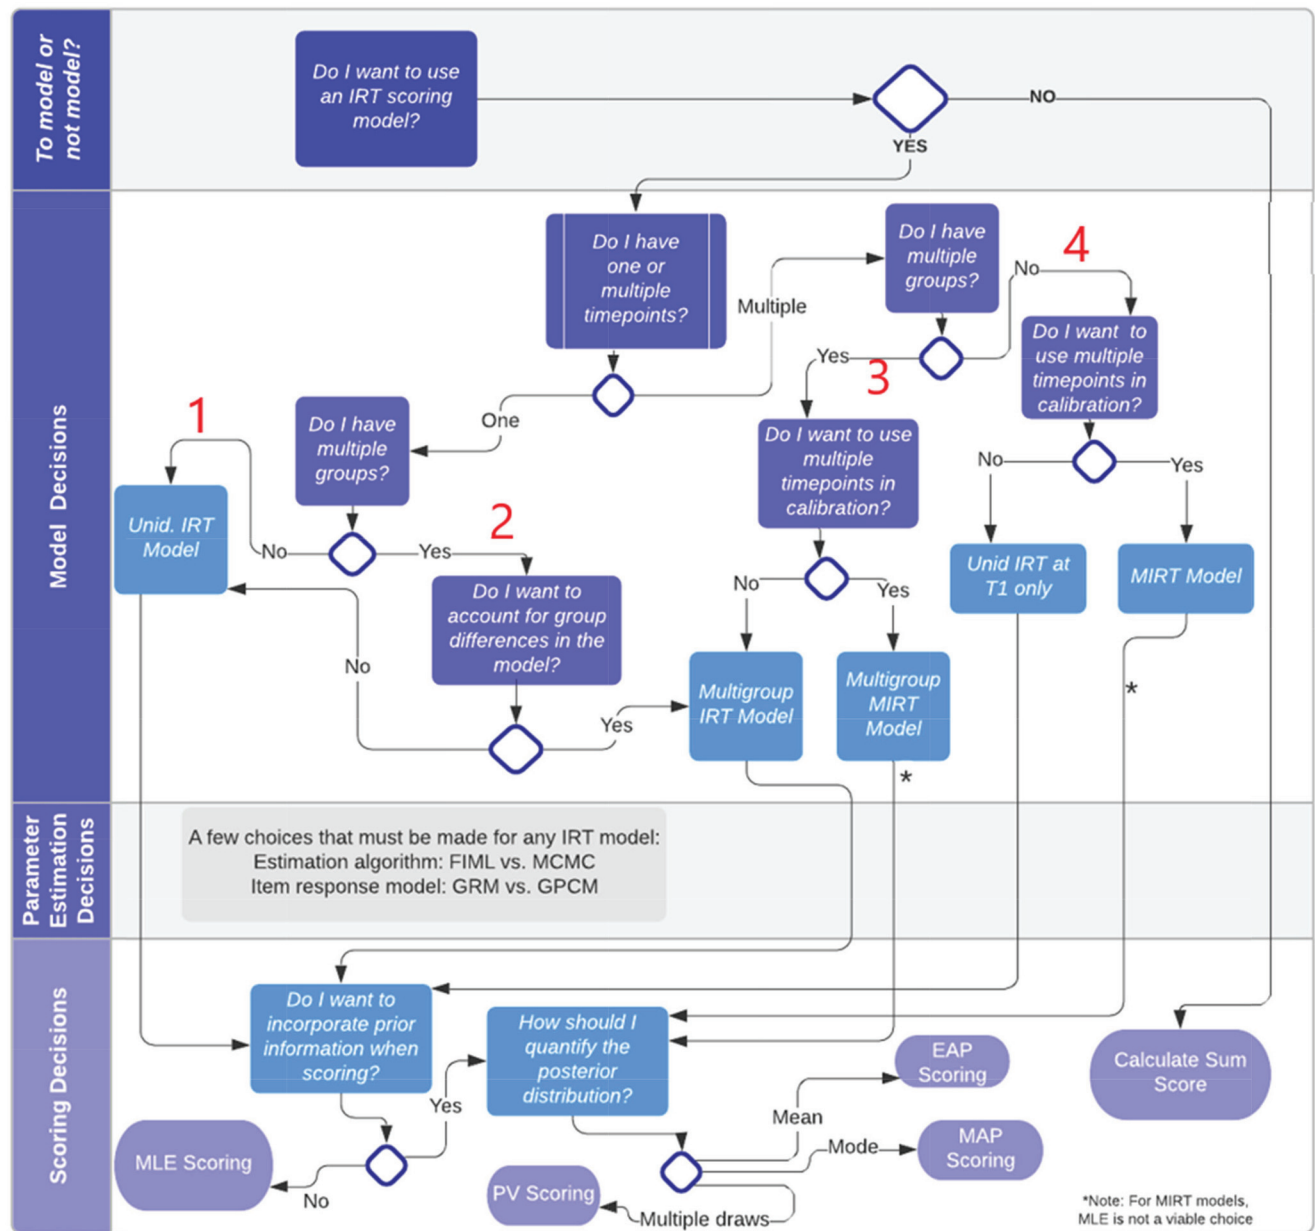 To model or
not model?
Do I want to use
an IRT scoring
model?
NO
YES
Model Decisions
Do I have
one or
multiple
timepoints?
Multiple
One
Do I have
multiple
groups?
No
4
Do I want to
use multiple
timepoints in
calibration?
Yes
3
Do I want to use
multiple
timepoints in
calibration?
1
Do I have
multiple
groups?
Unid. IRT
Model
No
Yes
2
Do I want to
account for group
differences in the
model?
No
Yes
No
Yes
Unid IRT at
T1 only
MIRT Model
*
No
Yes
Multigroup
IRT Model
Multigroup
MIRT
Model
*
Parameter
Estimation
Decisions
A few choices that must be made for any IRT model:
Estimation algorithm: FIML vs. MCMC
Item response model: GRM vs. GPCM
Scoring Decisions
Do I want to
incorporate prior
information when
scoring?
Yes
No
MLE Scoring
How should I
quantify the
posterior
distribution?
Mean
Mode
Multiple draws
EAP
Scoring
MAP
Scoring
PV Scoring
Calculate Sum
Score
*Note: For MIRT models,
MLE is not a viable choice